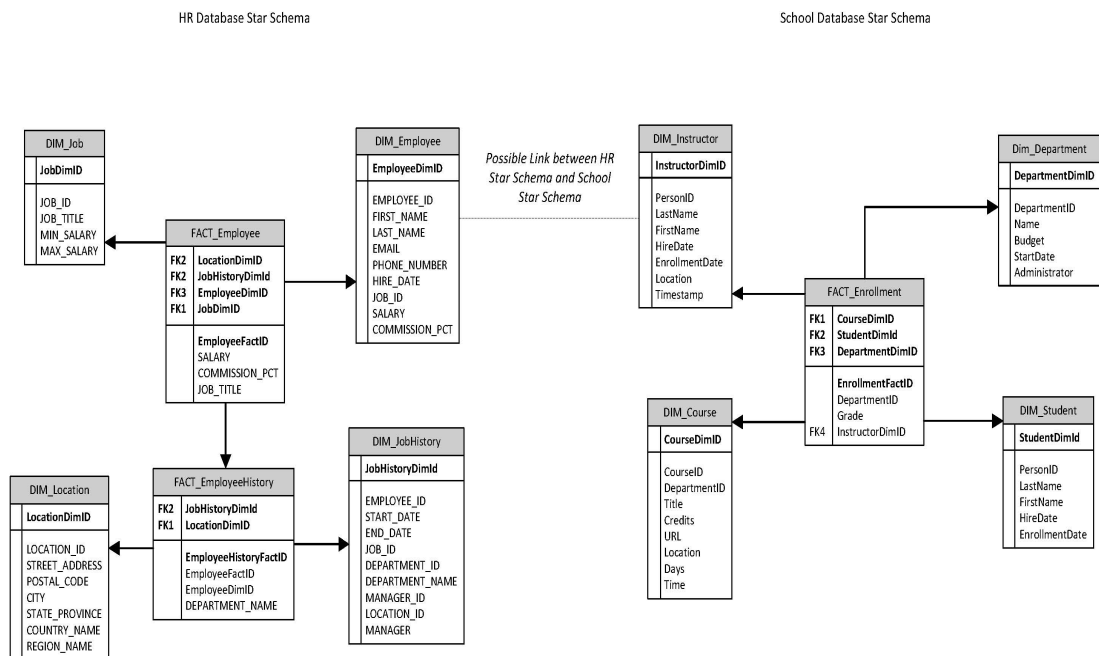 HR Database Star Schema
School Database Star Schema
DIM_Job
JobDimID
JOB_ID
JOB_TITLE
MIN_SALARY
MAX_SALARY
FACT_Employee
FK2 LocationDimID
FK2 JobHistoryDimId
FK3 EmployeeDimID
FK1 JobDimID
EmployeeFactID
SALARY
COMMISSION_PCT
JOB_TITLE
DIM_Employee
EmployeeDimID
EMPLOYEE_ID
FIRST_NAME
LAST_NAME
EMAIL
PHONE_NUMBER
HIRE_DATE
JOB_ID
SALARY
COMMISSION_PCT
Possible Link between HR
Star Schema and School
Star Schema
DIM_Instructor
InstructorDimID
PersonID
LastName
FirstName
HireDate
EnrollmentDate
Location
Timestamp
Dim_Department
DepartmentDimID
DepartmentID
Name
Budget
StartDate
Administrator
FACT_Enrollment
FK1 CourseDimID
FK2 StudentDimId
FK3 DepartmentDimID
EnrollmentFactID
DepartmentID
Grade
FK4 InstructorDimID
DIM_Location
LocationDimID
LOCATION_ID
STREET_ADDRESS
POSTAL_CODE
CITY
STATE_PROVINCE
COUNTRY_NAME
REGION_NAME
FACT_EmployeeHistory
FK2 JobHistoryDimId
FK1 LocationDimID
EmployeeHistoryFactID
EmployeeFactID
EmployeeDimID
DEPARTMENT_NAME
DIM_JobHistory
JobHistoryDimId
EMPLOYEE_ID
START_DATE
END_DATE
JOB_ID
DEPARTMENT_ID
DEPARTMENT_NAME
MANAGER_ID
LOCATION_ID
MANAGER
DIM_Course
CourseDimID
CourseID
DepartmentID
Title
Credits
URL
Location
Days
Time
DIM_Student
StudentDimId
PersonID
LastName
FirstName
HireDate
EnrollmentDate